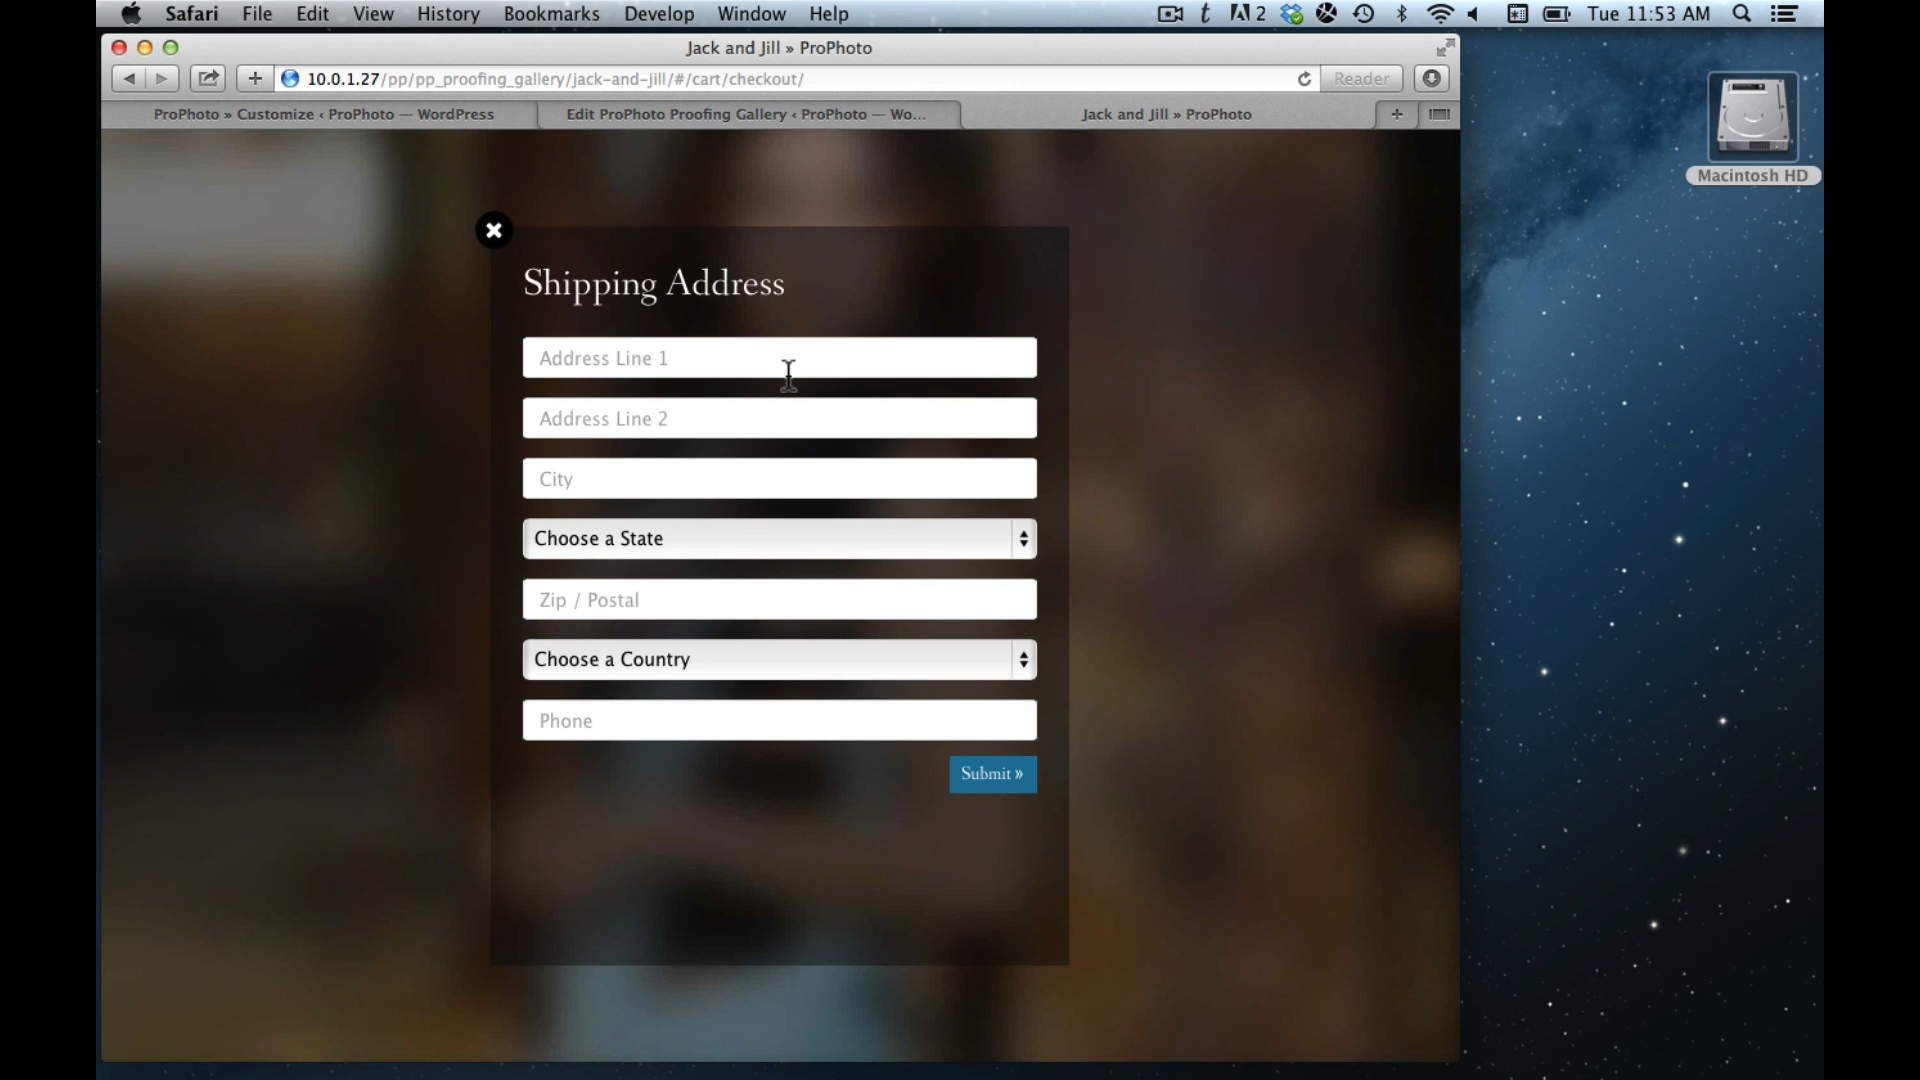 Safari File Edit View History Bookmarks Develop Window Help 2 Tue 11:53 AM
Jack and Jill » ProPhoto
10.0.1.27/pp/pp_proofing_gallery/jack-and-jill/#/cart/checkout/ Reader
ProPhoto » Customize ‹ ProPhoto — WordPress Edit ProPhoto Proofing Gallery ‹ ProPhoto — Wo... Jack and Jill » ProPhoto
Macintosh HD
Shipping Address
Address Line 1
Address Line 2
City
Choose a State
Zip / Postal
Choose a Country
Phone
Submit »